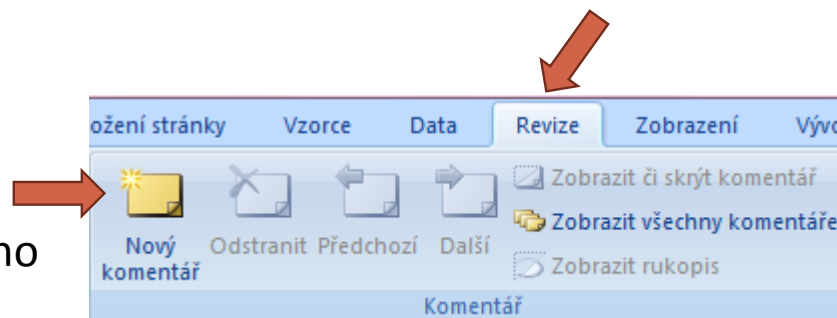 ožení stránky Vzorce Data Revize Zobrazení Vývo
Zobrazit či skrýt komentář
Zobrazit všechny komentáře
Zobrazit rukopis
Nový komentář Odstranit Předchozí Další
Komentář
no